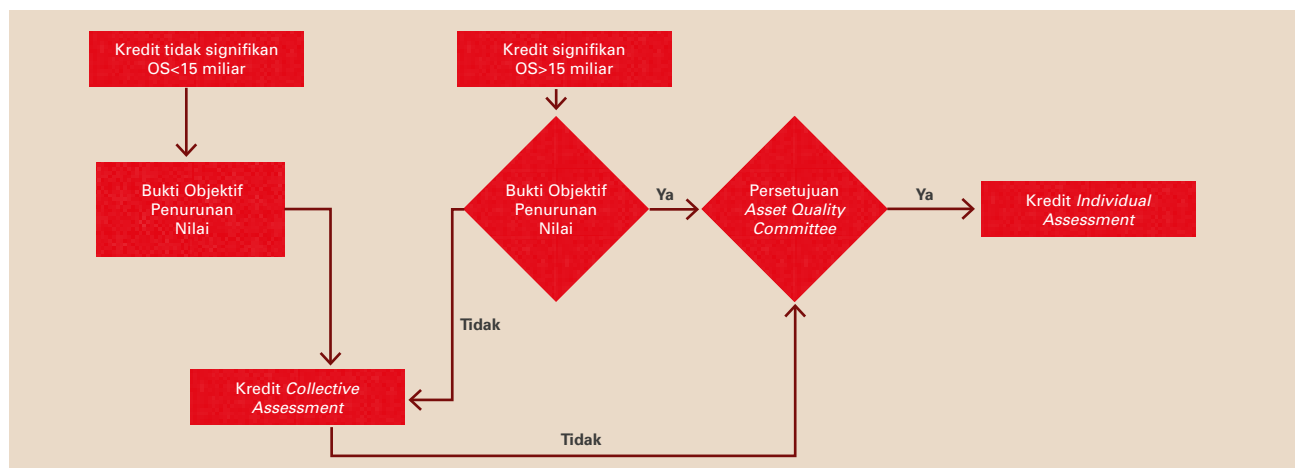 Kredit tidak signifikan
OS<15 miliar
Kredit signifikan
OS>15 miliar
Bukti Objektif
Penurunan
Nilai
Bukti Objektif
Penurunan
Nilai
Ya
Persetujuan
Asset Quality
Committee
Ya
Kredit Individual
Assessment
Tidak
Kredit Collective
Assessment
Tidak